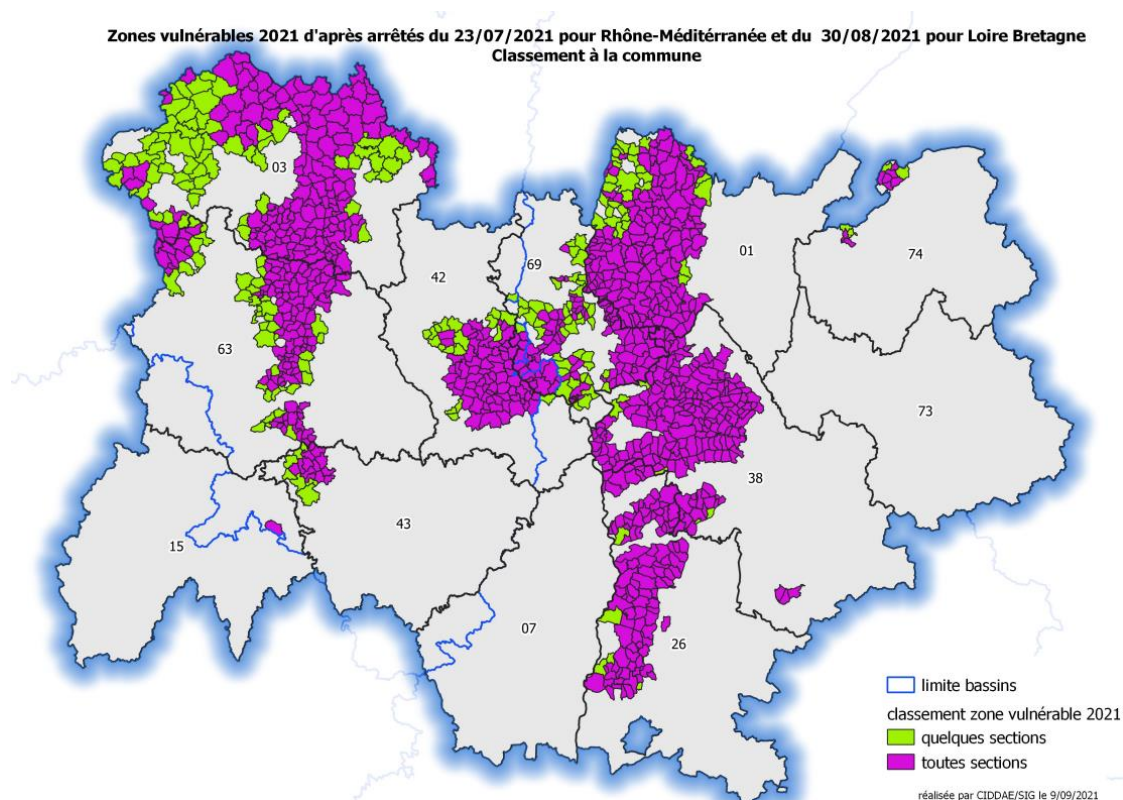 Zones vulnérables 2021 d'après arrêtés du 23/07/2021 pour Rhône-Méditérranée et du 30/08/2021 pour Loire Bretagne
Classement à la commune
03
01
74
69
42
63
73
38
43
15
07
26
limite bassins
classement zone vulnérable 2021
quelques sections
toutes sections
réalisée par CIDDAE/SIG le 9/09/2021